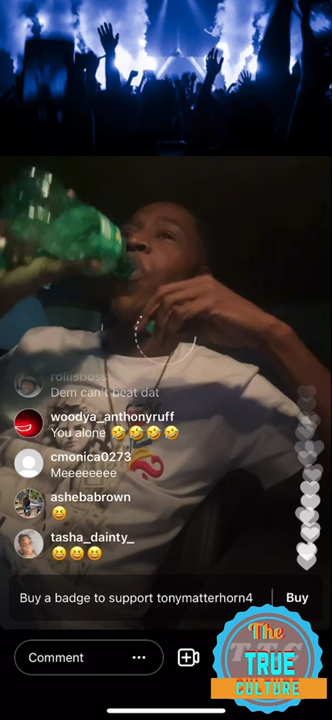 rollisboss
Dem can't beat dat
woodya_anthonyruff
You alone 🤣🤣🤣🤣
cmonica0273
Meeeeeeee
ashebabrown
😆
tasha_dainty_
😆😆😆
Buy a badge to support tonymatterhorn4
Buy
Comment
The
T.T.C
TRUE
CULTURE